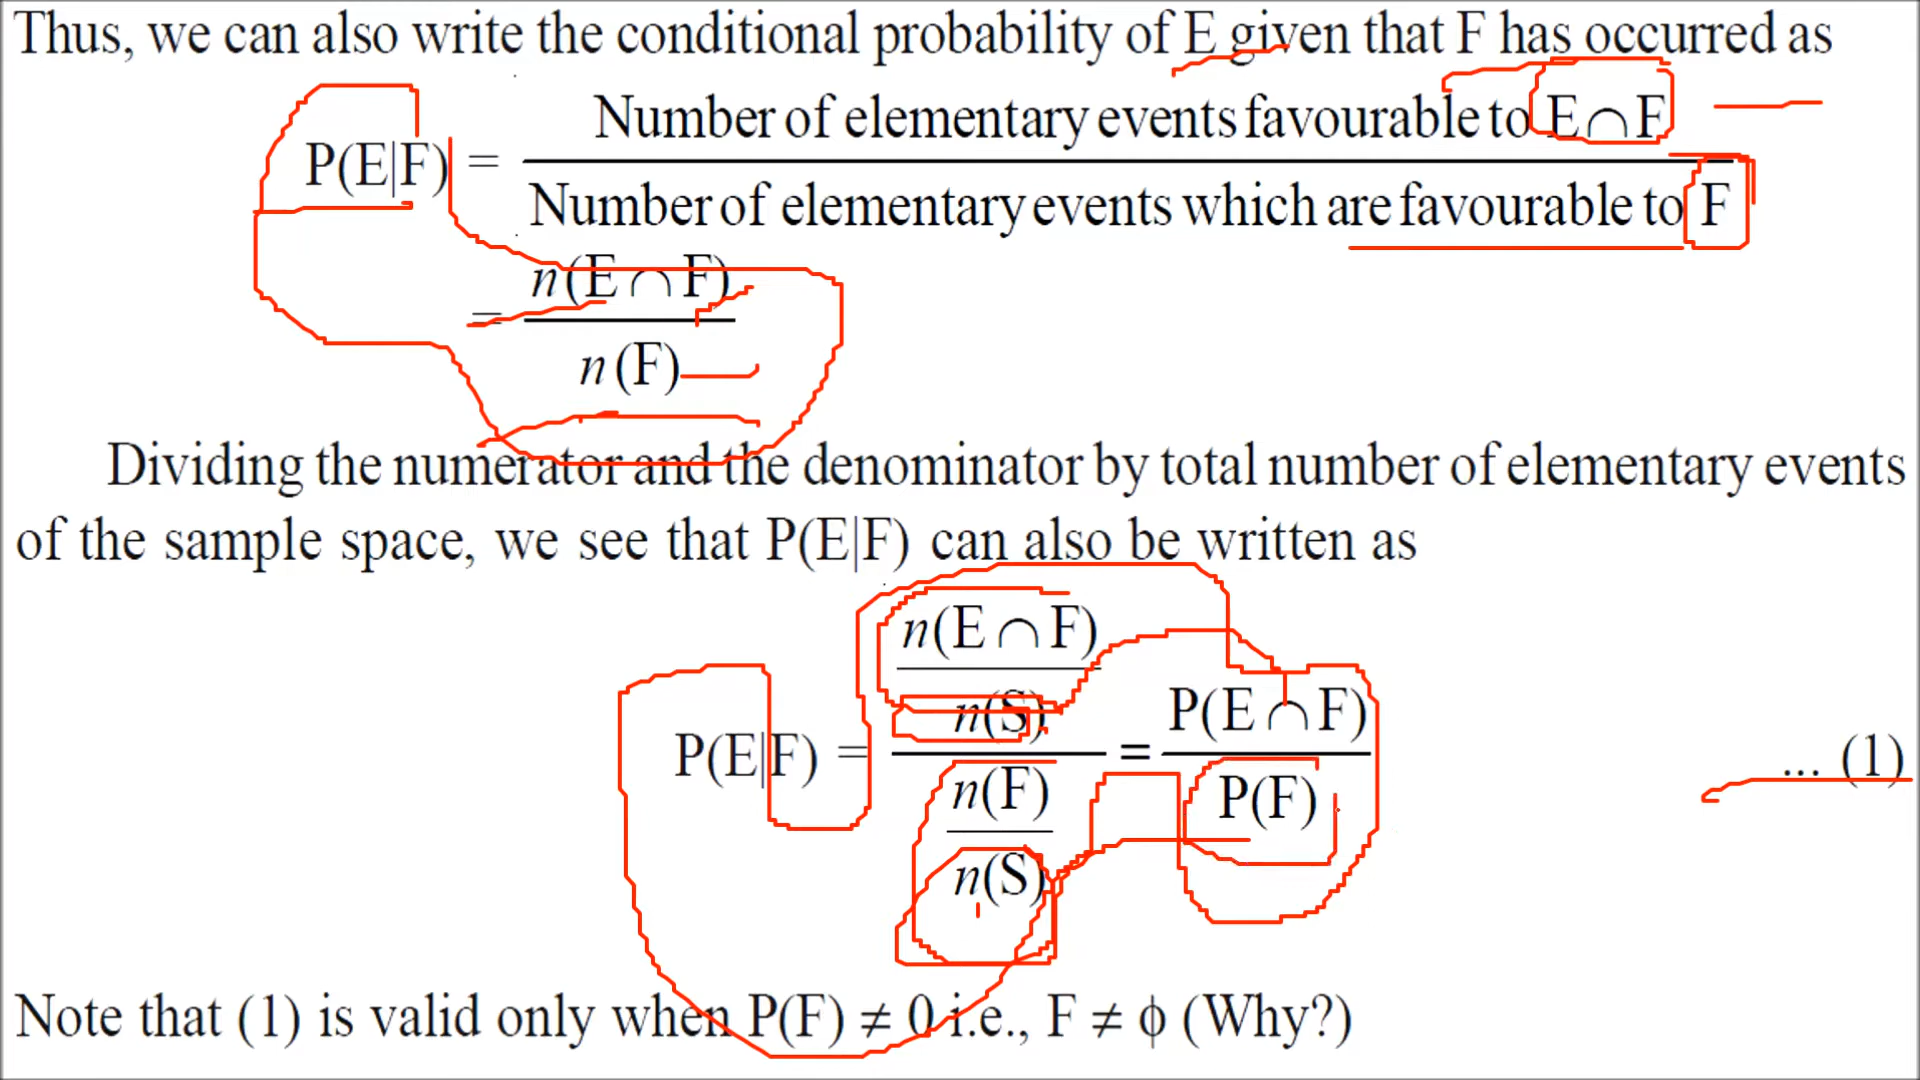 Thus, we can also write the conditional probability of E given that F has occurred as
P(E|F) = Number of elementary events favourable to E ∩ F
Number of elementary events which are favourable to F
= n(E ∩ F)
n(F)
Dividing the numerator and the denominator by total number of elementary events
of the sample space, we see that P(E|F) can also be written as
n(E ∩ F)
n(S)
P(E|F) = = P(E ∩ F) ... (1)
n(F) P(F)
n(S)
Note that (1) is valid only when P(F) ≠ 0 i.e., F ≠ ϕ (Why?)